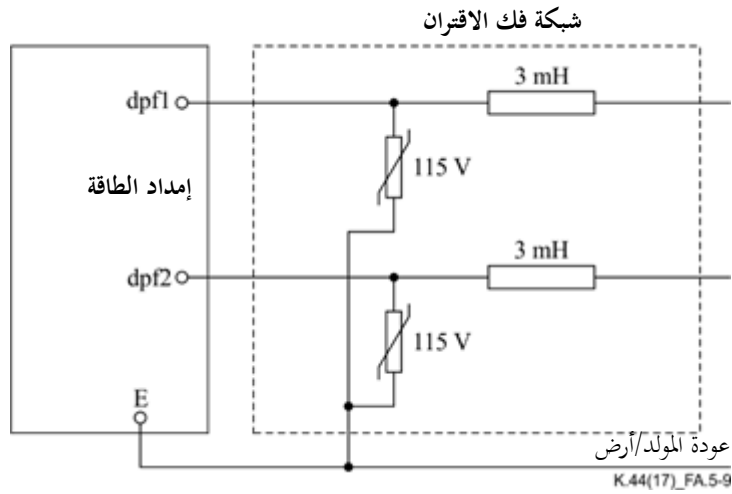 شبكة فك الاقتران
3 mH
dpf1
115 V
إمداد الطاقة
3 mH
dpf2
115 V
E
عودة المولد/أرض
K.44(17)_FA.5-9